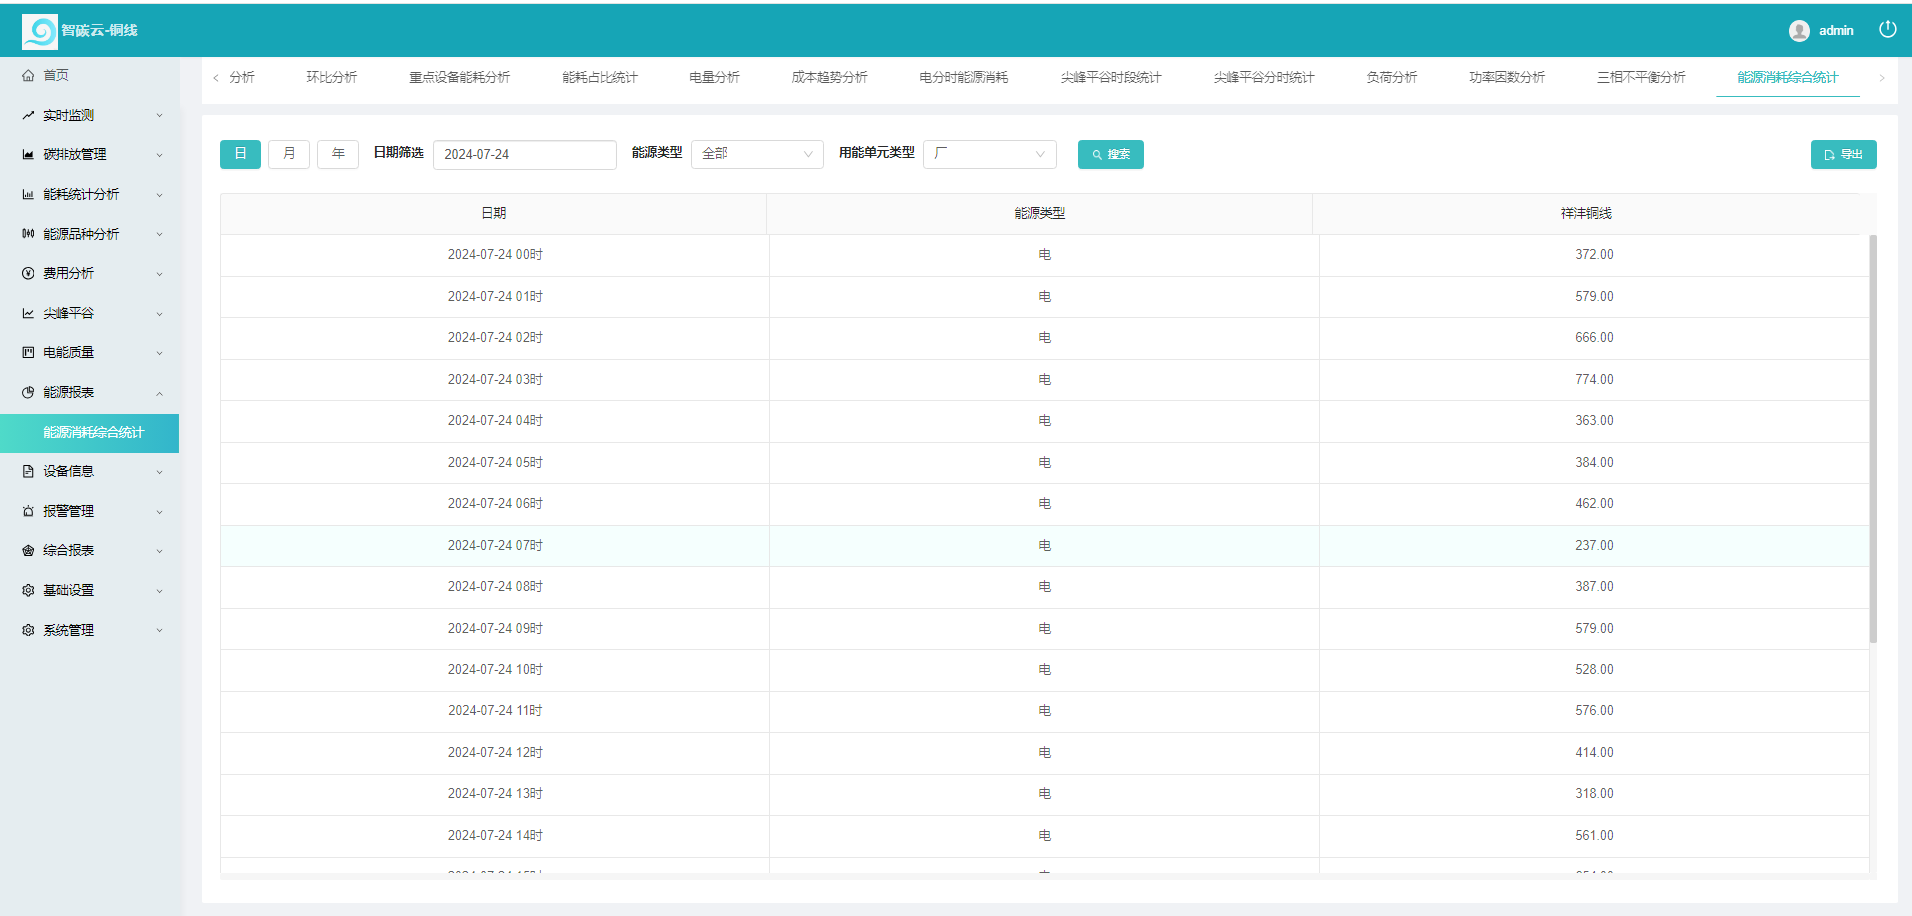 智碳云-铜线
admin
首页
实时监测
碳排放管理
能耗统计分析
能源品种分析
费用分析
尖峰平谷
电能质量
能源报表
能源消耗综合统计
设备信息
报警管理
综合报表
基础设置
系统管理
分析 环比分析 重点设备能耗分析 能耗占比统计 电量分析 成本趋势分析 电分时能源消耗 尖峰平谷时段统计 尖峰平谷分时统计 负荷分析 功率因数分析 三相不平衡分析 能源消耗综合统计
日 月 年 日期筛选 2024-07-24 能源类型 全部 用能单元类型 厂 搜索 导出
日期 能源类型 祥沣铜线
2024-07-24 00时 电 372.00
2024-07-24 01时 电 579.00
2024-07-24 02时 电 666.00
2024-07-24 03时 电 774.00
2024-07-24 04时 电 363.00
2024-07-24 05时 电 384.00
2024-07-24 06时 电 462.00
2024-07-24 07时 电 237.00
2024-07-24 08时 电 387.00
2024-07-24 09时 电 579.00
2024-07-24 10时 电 528.00
2024-07-24 11时 电 576.00
2024-07-24 12时 电 414.00
2024-07-24 13时 电 318.00
2024-07-24 14时 电 561.00